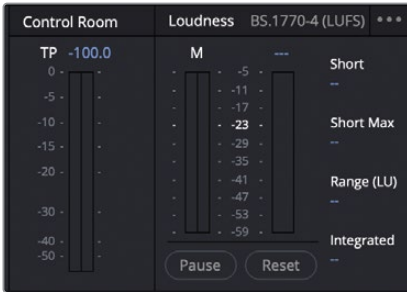 Control Room
Loudness BS.1770-4 (LUFS)
TP -100.0
0
-5
-10
-15
-20
-30
-40
-50
M ---
-5
-11
-17
-23
-29
-35
-41
-47
-53
-59
Short
--
Short Max
--
Range (LU)
--
Integrated
--
Pause
Reset